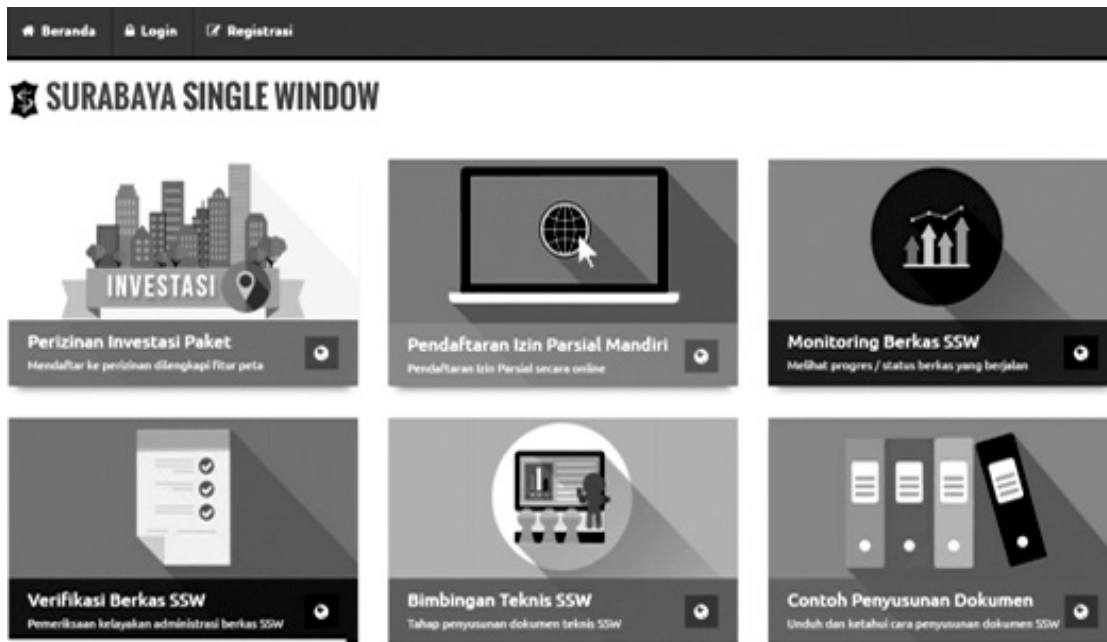 Beranda Login Registrasi
SURABAYA SINGLE WINDOW
INVESTASI
Perizinan Investasi Paket
Mendaftar ke perizinan dilengkapi fitur peta
Pendaftaran Izin Parsial Mandiri
Pendaftaran Izin Parsial secara online
Monitoring Berkas SSW
Melihat progres / status berkas yang berjalan
Verifikasi Berkas SSW
Pemeriksaan kelayakan administrasi berkas SSW
Bimbingan Teknis SSW
Tahap penyusunan dokumen teknis SSW
Contoh Penyusunan Dokumen
Unduh dan ketahui cara penyusunan dokumen SSW